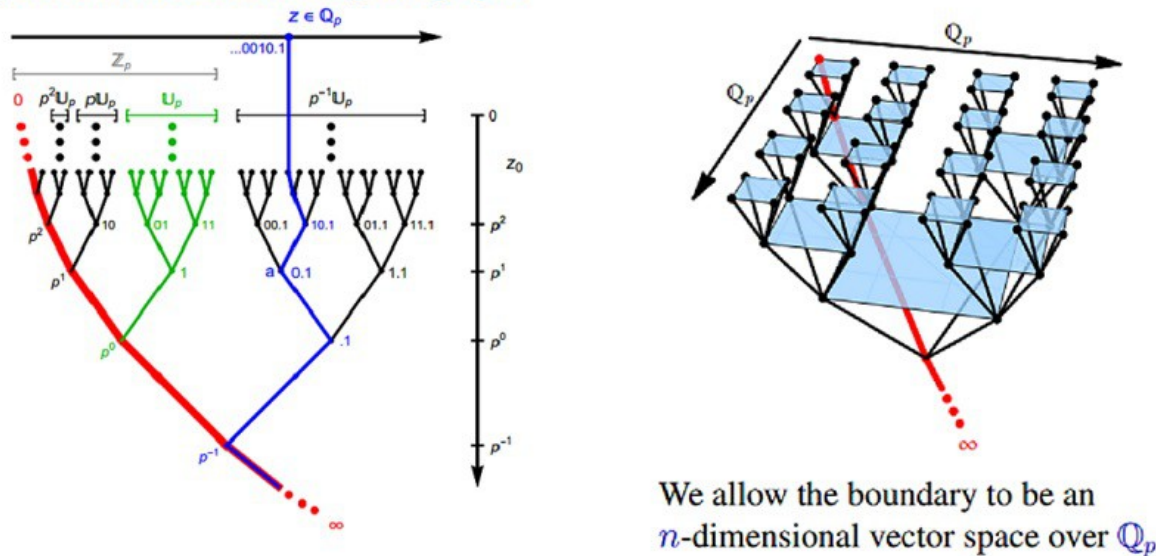 z ∈ ℚₚ
...0010.1
ℤₚ
0
p²𝕌ₚ
p𝕌ₚ
𝕌ₚ
p⁻¹𝕌ₚ
0
z₀
p²
10
01
11
00.1
10.1
01.1
11.1
p²
p¹
1
a
0.1
1.1
p¹
p⁰
.1
p⁰
p⁻¹
p⁻¹
∞
ℚₚ
ℚₚ
∞
We allow the boundary to be an
n-dimensional vector space over ℚₚ